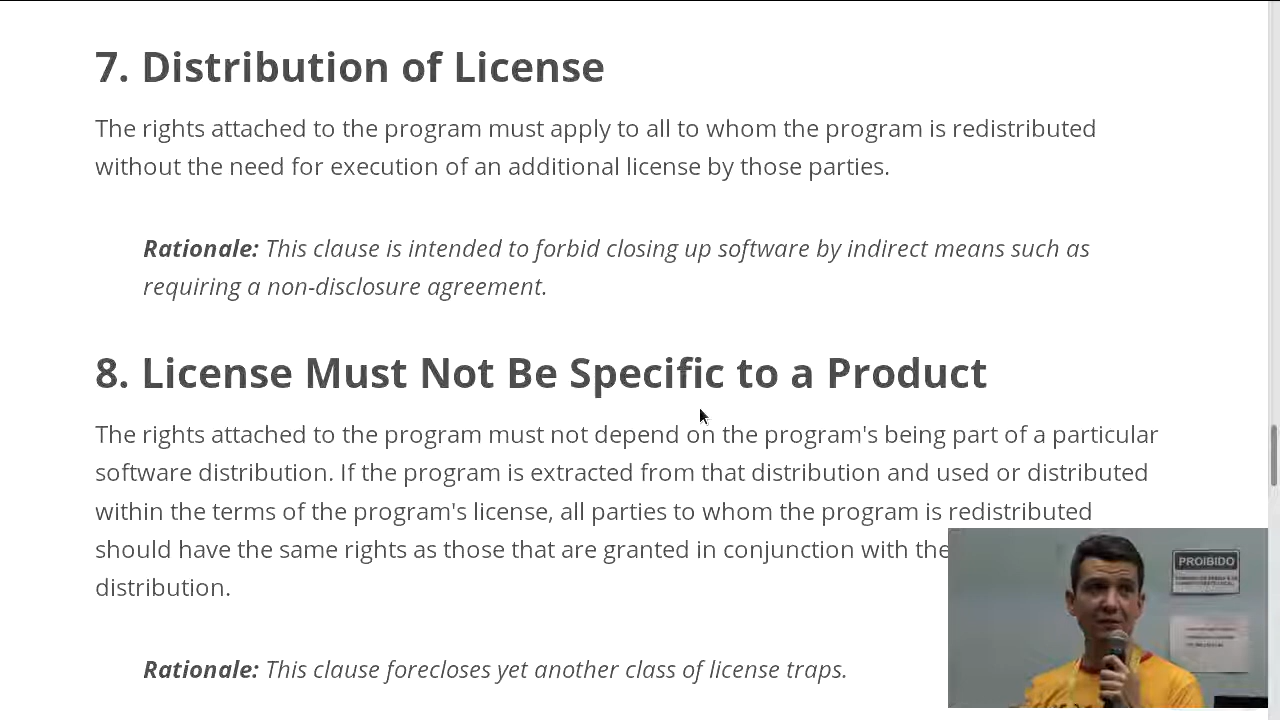 7. Distribution of License
The rights attached to the program must apply to all to whom the program is redistributed
without the need for execution of an additional license by those parties.
Rationale: This clause is intended to forbid closing up software by indirect means such as
requiring a non-disclosure agreement.
8. License Must Not Be Specific to a Product
The rights attached to the program must not depend on the program's being part of a particular
software distribution. If the program is extracted from that distribution and used or distributed
within the terms of the program's license, all parties to whom the program is redistributed
should have the same rights as those that are granted in conjunction with the
distribution.
Rationale: This clause forecloses yet another class of license traps.
PROIBIDO